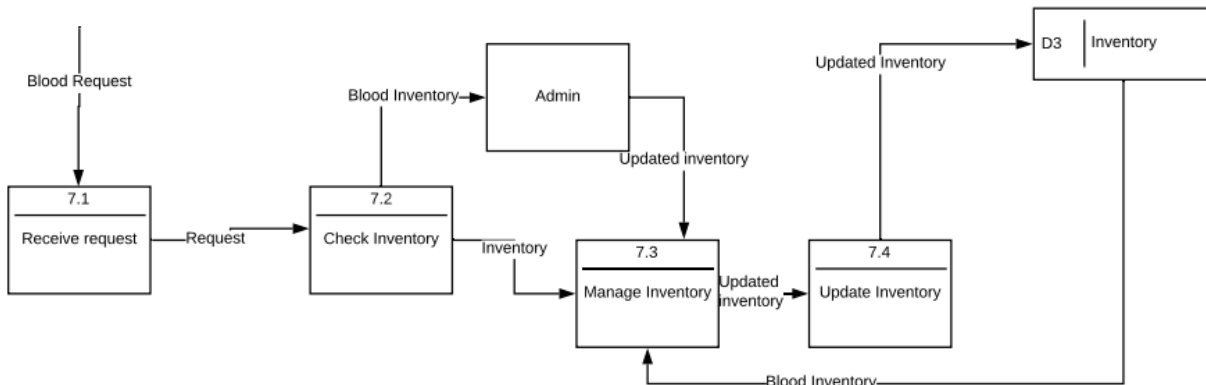 D3 Inventory
Updated Inventory
Blood Request
Blood Inventory
Admin
Updated inventory
7.1
Receive request
Request
7.2
Check Inventory
Inventory
7.3
Manage Inventory
Updated
inventory
7.4
Update Inventory
Blood Inventory